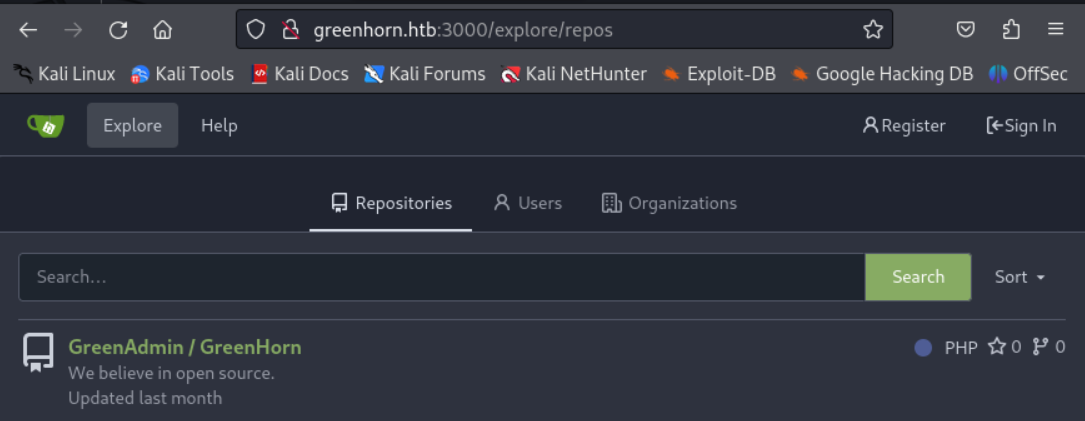 greenhorn.htb:3000/explore/repos
Kali Linux Kali Tools Kali Docs Kali Forums Kali NetHunter Exploit-DB Google Hacking DB OffSec
Explore Help Register Sign In
Repositories Users Organizations
Search... Search Sort
GreenAdmin / GreenHorn PHP 0 0
We believe in open source.
Updated last month